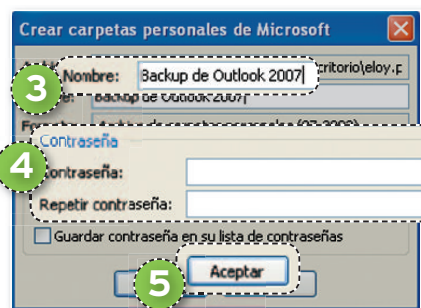 Crear carpetas personales de Microsoft
critorio\eloy.p
3 Nombre: Backup de Outlook 2007
Backup de Outlook 2007
4 Contraseña
Contraseña:
Repetir contraseña:
Guardar contraseña en su lista de contraseñas
5 Aceptar